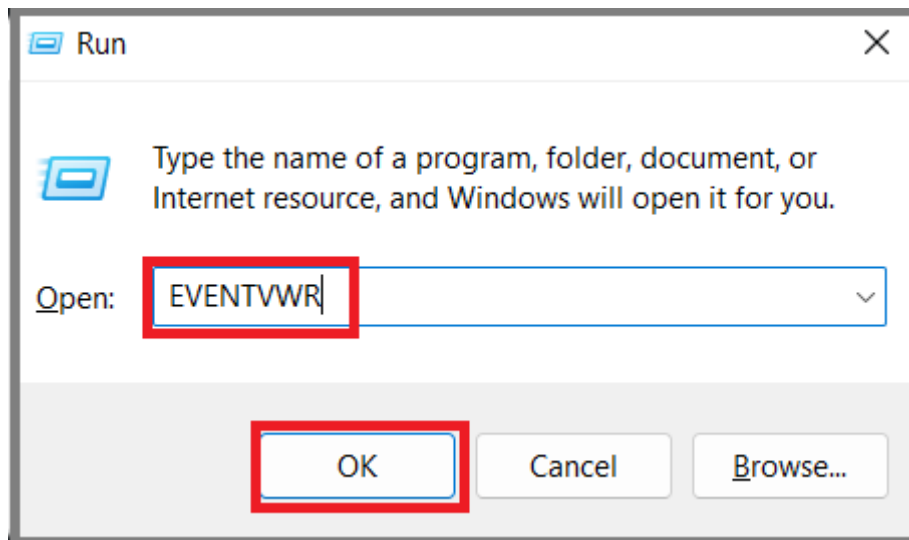 Run
Type the name of a program, folder, document, or
Internet resource, and Windows will open it for you.
Open: EVENTVWR
OK Cancel Browse...